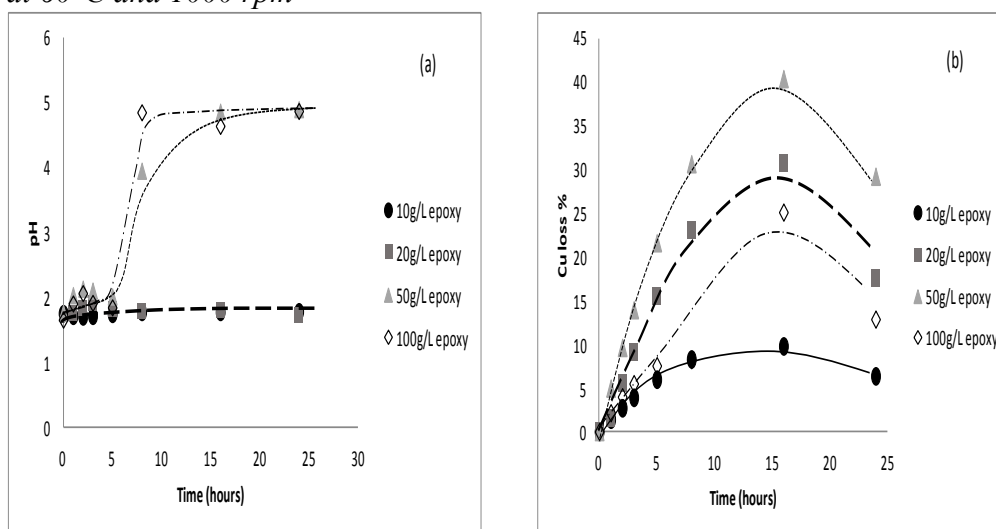 at 60°C and 1000 rpm
(a)
6
5
4
3
2
1
0
pH
0 5 10 15 20 25 30
Time (hours)
10g/L epoxy
20g/L epoxy
50g/L epoxy
100g/L epoxy
(b)
45
40
35
30
25
20
15
10
5
0
Cu loss %
0 5 10 15 20 25
Time (hours)
10g/L epoxy
20g/L epoxy
50g/L epoxy
100g/L epoxy